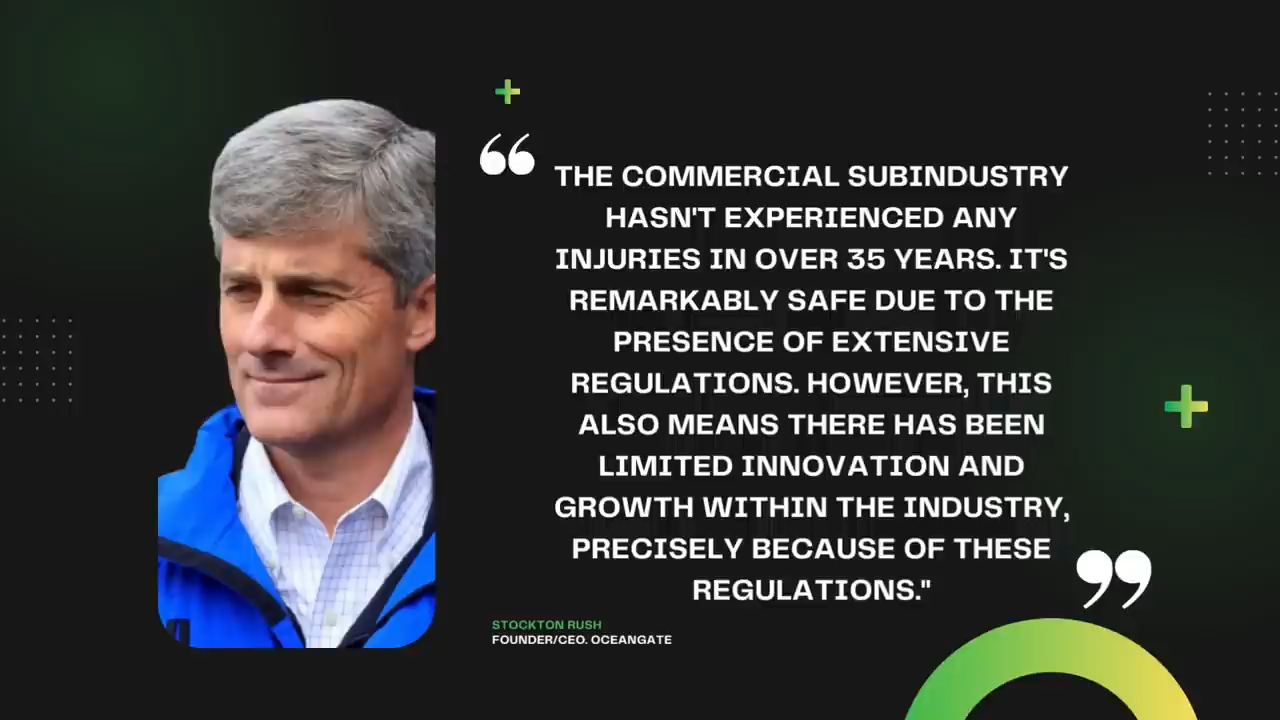 “ THE COMMERCIAL SUBINDUSTRY
HASN'T EXPERIENCED ANY
INJURIES IN OVER 35 YEARS. IT'S
REMARKABLY SAFE DUE TO THE
PRESENCE OF EXTENSIVE
REGULATIONS. HOWEVER, THIS
ALSO MEANS THERE HAS BEEN
LIMITED INNOVATION AND
GROWTH WITHIN THE INDUSTRY,
PRECISELY BECAUSE OF THESE
REGULATIONS." ”
STOCKTON RUSH
FOUNDER/CEO. OCEANGATE